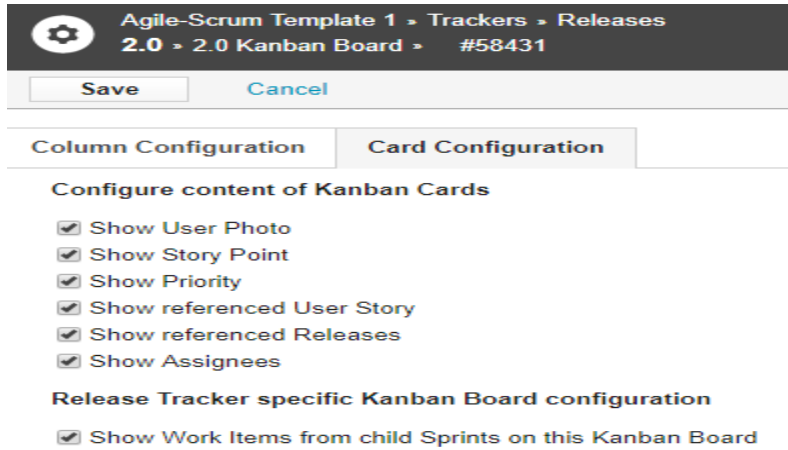 Agile-Scrum Template 1 » Trackers » Releases
2.0 » 2.0 Kanban Board » #58431
Save Cancel
Column Configuration Card Configuration
Configure content of Kanban Cards
Show User Photo
Show Story Point
Show Priority
Show referenced User Story
Show referenced Releases
Show Assignees
Release Tracker specific Kanban Board configuration
Show Work Items from child Sprints on this Kanban Board